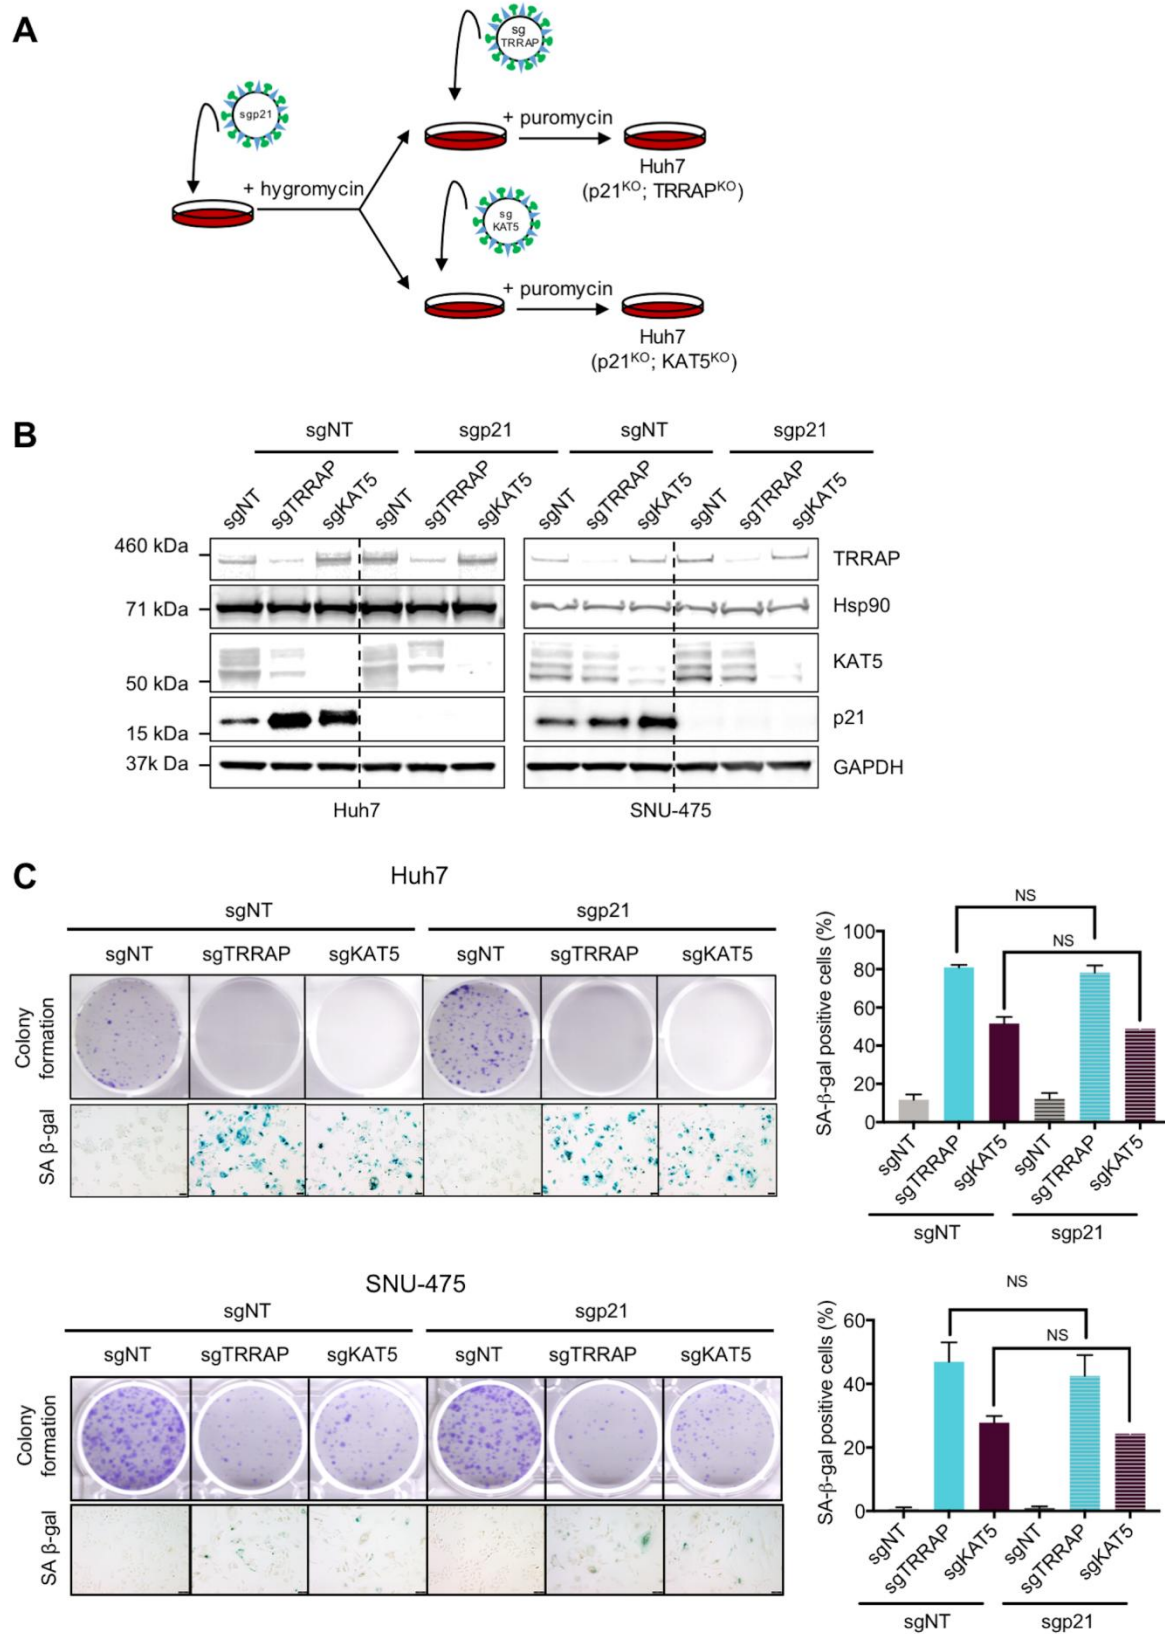 A
sg
TRRAP
sgp21
+ puromycin
+ hygromycin
Huh7
(p21KO; TRRAPKO)
sg
KAT5
+ puromycin
Huh7
(p21KO; KAT5KO)
B
sgNT sgp21 sgNT sgp21
sgNT sgTRRAP sgKAT5 sgNT sgTRRAP sgKAT5 sgNT sgTRRAP sgKAT5 sgNT sgTRRAP sgKAT5
460 kDa TRRAP
71 kDa Hsp90
KAT5
50 kDa
p21
15 kDa
37k Da GAPDH
Huh7 SNU-475
C
Huh7
sgNT sgp21
sgNT sgTRRAP sgKAT5 sgNT sgTRRAP sgKAT5
Colony
formation
SA β-gal
NS
NS
SA-β-gal positive cells (%)
100
80
60
40
20
0
sgNT sgTRRAP sgKAT5 sgNT sgTRRAP sgKAT5
sgNT sgp21
SNU-475
sgNT sgp21
sgNT sgTRRAP sgKAT5 sgNT sgTRRAP sgKAT5
Colony
formation
SA β-gal
NS
NS
SA-β-gal positive cells (%)
60
40
20
0
sgNT sgTRRAP sgKAT5 sgNT sgTRRAP sgKAT5
sgNT sgp21